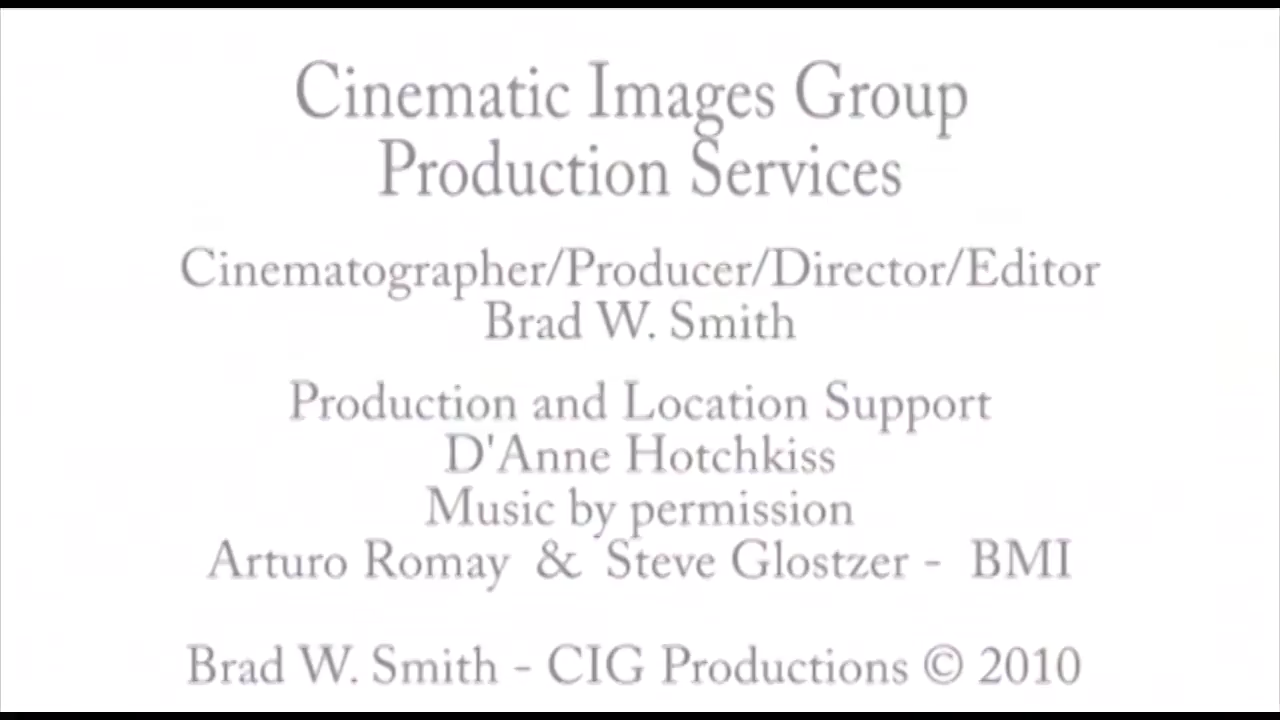 Cinematic Images Group
Production Services
Cinematographer/Producer/Director/Editor
Brad W. Smith
Production and Location Support
D'Anne Hotchkiss
Music by permission
Arturo Romay & Steve Glostzer - BMI
Brad W. Smith - CIG Productions © 2010